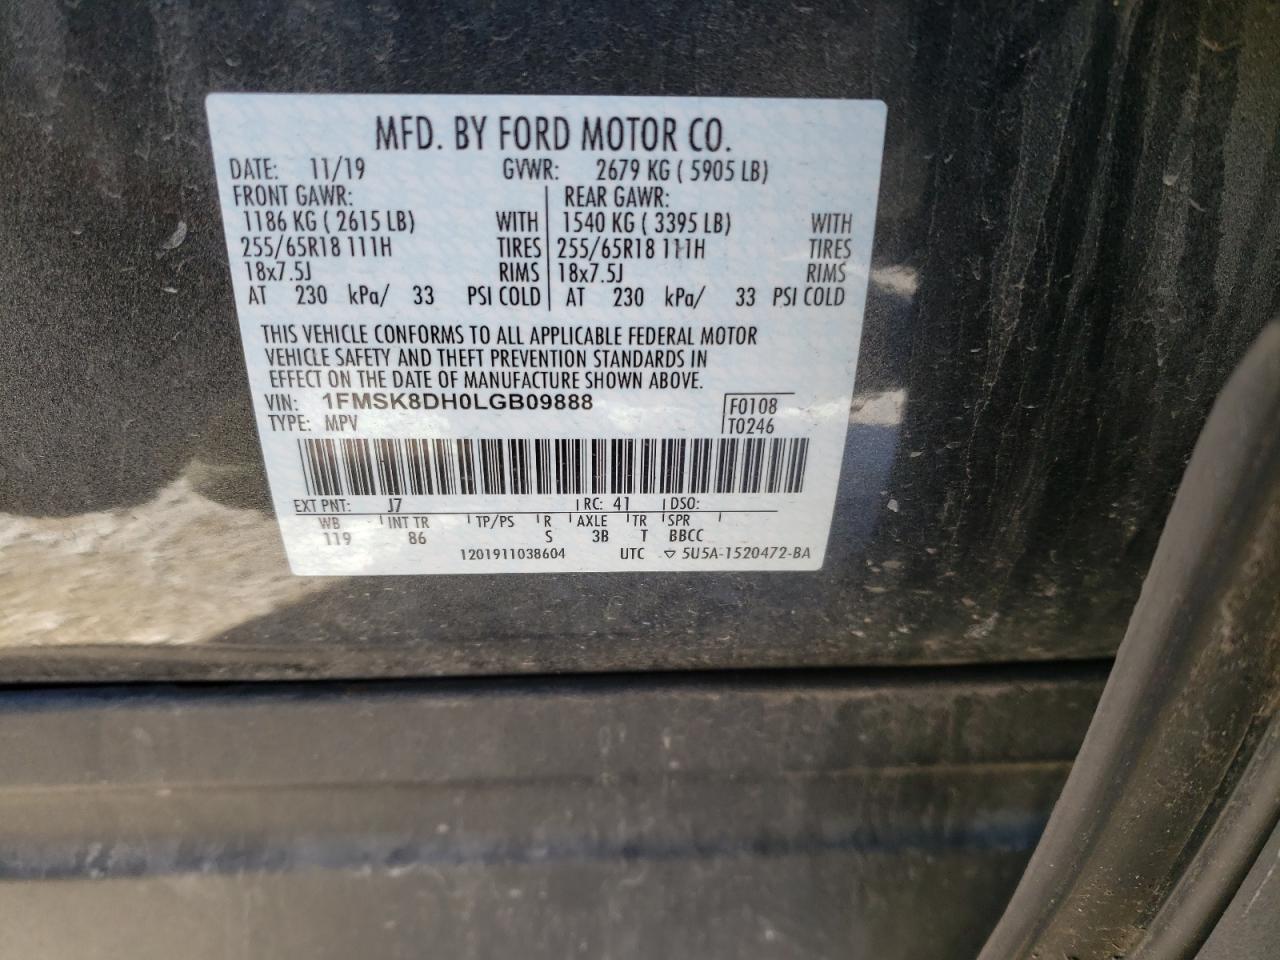 MFD. BY FORD MOTOR CO.
DATE: 11/19 GVWR: 2679 KG ( 5905 LB)
FRONT GAWR: REAR GAWR:
1186 KG ( 2615 LB) WITH 1540 KG ( 3395 LB) WITH
255/65R18 111H TIRES 255/65R18 111H TIRES
18x7.5J RIMS 18x7.5J RIMS
AT 230 kPa/ 33 PSI COLD AT 230 kPa/ 33 PSI COLD
THIS VEHICLE CONFORMS TO ALL APPLICABLE FEDERAL MOTOR
VEHICLE SAFETY AND THEFT PREVENTION STANDARDS IN
EFFECT ON THE DATE OF MANUFACTURE SHOWN ABOVE.
VIN: 1FMSK8DH0LGB09888 F0108
TYPE: MPV T0246
EXT PNT: J7 RC: 41 DSO:
WB INT TR TP/PS R AXLE TR SPR
119 86 S 3B T BBCC
1201911038604 UTC ▽ 5U5A-1520472-BA